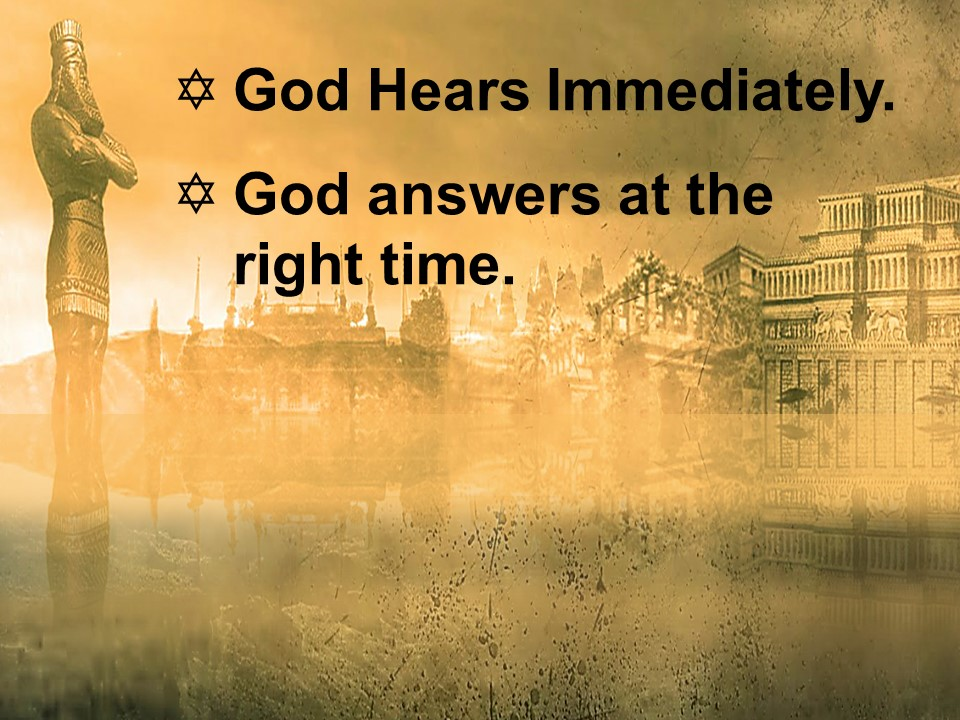 ✡ God Hears Immediately.
✡ God answers at the
right time.